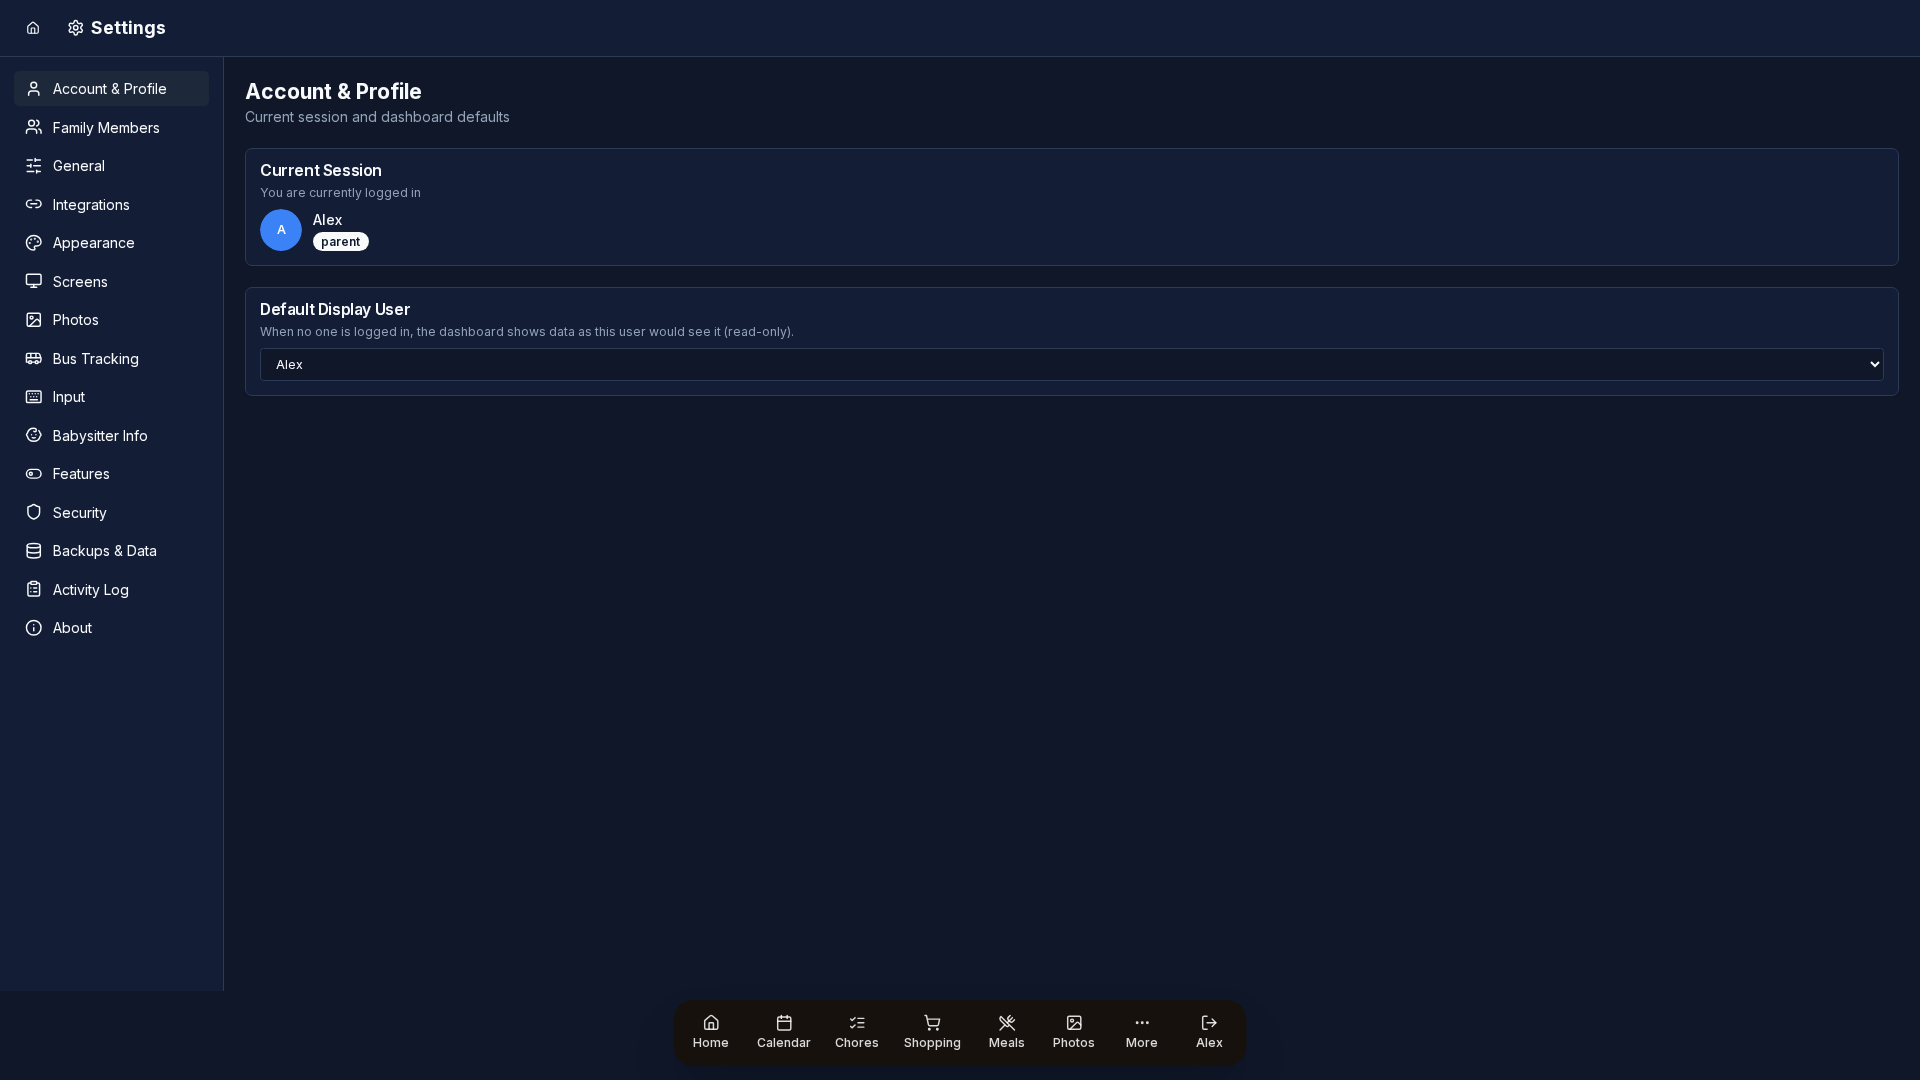 Settings
Account & Profile
Family Members
General
Integrations
Appearance
Screens
Photos
Bus Tracking
Input
Babysitter Info
Features
Security
Backups & Data
Activity Log
About
Account & Profile
Current session and dashboard defaults
Current Session
You are currently logged in
A
Alex
parent
Default Display User
When no one is logged in, the dashboard shows data as this user would see it (read-only).
Alex
Home
Calendar
Chores
Shopping
Meals
Photos
More
Alex